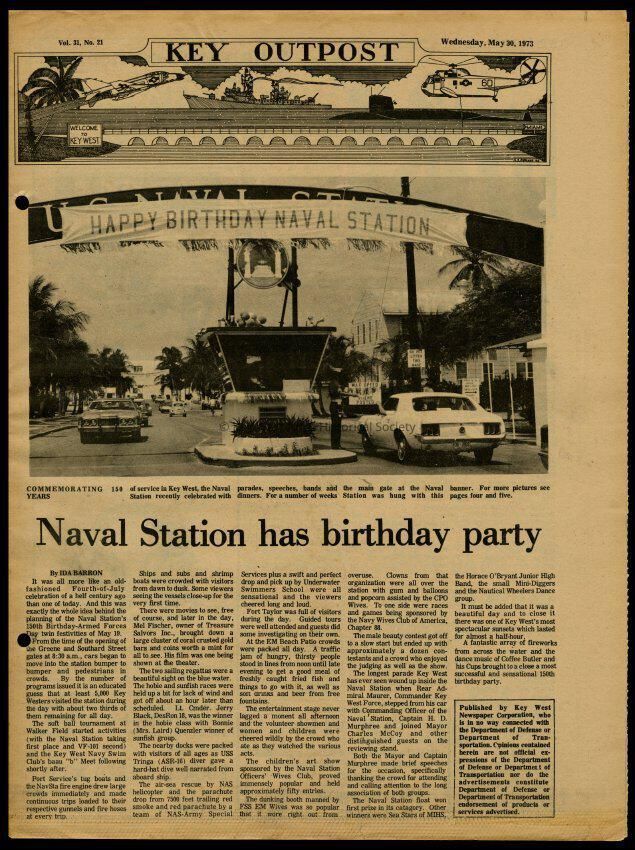 Vol. 31, No. 21
KEY OUTPOST
Wednesday, May 30, 1973
WELCOME
TO
KEY WEST
60
U.S. NAVAL STATION
HAPPY BIRTHDAY NAVAL STATION
COMMEMORATING 150 YEARS of service in Key West, the Naval Station recently celebrated with parades, speeches, bands and dinners. For a number of weeks the main gate at the Naval Station was hung with this banner. For more pictures see pages four and five.
Naval Station has birthday party
By IDA BARRON
It was all more like an old-
fashioned Fourth-of-July
celebration of a half century ago
than one of today. And this was
exactly the whole idea behind the
planning of the Naval Station's
150th Birthday-Armed Forces
Day twin festivities of May 19.
From the time of the opening of
the Greene and Southard Street
gates at 8:30 a.m., cars began to
move into the station bumper to
bumper and pedestrians in
crowds. By the number of
programs issued it is an educated
guess that at least 5,000 Key
Westers visited the station during
the day with about two thirds of
them remaining for all day.
The soft ball tournament at
Walker Field started activities
(with the Naval Station taking
first place and VF-101 second)
and the Key West Navy Swim
Club's beau "b" Meet following
shortly after.
Port Service's tug boats and
the NavSta fire engine drew large
crowds immediately and made
continuous trips loaded to their
respective gunnels and fire hoses
at every trip.
Ships and subs and shrimp
boats were crowded with visitors
from dawn to dusk. Some viewers
seeing the vessels close-up for the
very first time.
There were movies to see, free
of course, and later in the day,
Mel Fischer, owner of Treasure
Salvors Inc., brought down a
large cluster of coral crusted gold
bars and coins worth a mint for
all to see. His film was one being
shown at the theater.
The two sailing regattas were a
beautiful sight on the blue water.
The hobie and sunfish races were
held up a bit for lack of wind and
got off about an hour later than
scheduled. Lt. Cmdr. Jerry
Black, DesRon 18, was the winner
in the hobie class with Bonnie
(Mrs. Laird) Quenzler winner of
sunfish group.
The nearby docks were packed
with visitors of all ages as USS
Tringa (ASR-16) diver gave a
hard-hat dive well narrated from
aboard ship.
The air-sea rescue by NAS
helicopter and the parachute
drop from 7500 feet trailing red
smoke and red parachute by a
team of NAS-Army Special
Services plus a swift and perfect
drop and pick up by Underwater
Swimmers School were all
sensational and the viewers
cheered long and loud.
Fort Taylor was full of visitors
during the day. Guided tours
were well attended and guests did
some investigating on their own.
At the EM Beach Patio crowds
were packed all day. A traffic
jam of hungry, thirsty people
stood in lines from noon until late
evening to get a good meal of
freshly caught fried fish and
things to go with it, as well as
soft drinks and beer from free
fountains.
The entertainment stage never
lagged a moment all afternoon
and the volunteer showmen and
women and children were
cheered wildly by the crowd who
ate as they watched the various
acts.
The children's art show
sponsored by the Naval Station
Officers' Wives Club, proved
immensely popular and held
approximately fifty entries.
The dunking booth manned by
FSS EM Wives was so popular
that it wore right out from
overuse. Clowns from that
organization were all over the
station with gum and balloons
and popcorn assisted by the CPO
Wives. To one side were races
and games being sponsored by
the Navy Wives Club of America,
Chapter 88.
The male beauty contest got off
to a slow start but ended up with
approximately a dozen con-
testants and a crowd who enjoyed
the judging as well as the show.
The longest parade Key West
has ever seen wound up inside the
Naval Station when Rear Ad-
miral Maurer, Commander Key
West Force, stepped from his car
with Commanding Officer of the
Naval Station, Captain H. D.
Murphree and joined Mayor
Charles McCoy and other
distinguished guests on the
reviewing stand.
Both the Mayor and Captain
Murphree made brief speeches
for the occasion, specifically
thanking the crowd for attending
and calling attention to the long
association of both groups.
The Naval Station float won
first prize in its catagory. Other
winners were Sea Stars of MIHS,
the Horace O'Bryant Junior High
Band, the small Mini-Diggers
and the Nautical Wheelers Dance
group.
It must be added that it was a
beautiful day and to close it
there was one of Key West's most
spectacular sunsets which lasted
for almost a half-hour.
A fantastic array of fireworks
from across the water and the
dance music of Coffee Butler and
his Cups brought to a close a most
successful and sensational 150th
birthday party.
Published by Key West
Newspaper Corporation, who
is in no way connected with
the Department of Defense or
Department of Tran-
sportation. Opinions contained
herein are not official ex-
pressions of the Department
of Defense or Department of
Transportation nor do the
advertisements constitute
Department of Defense or
Department of Transportation
endorsement of products or
services advertised.